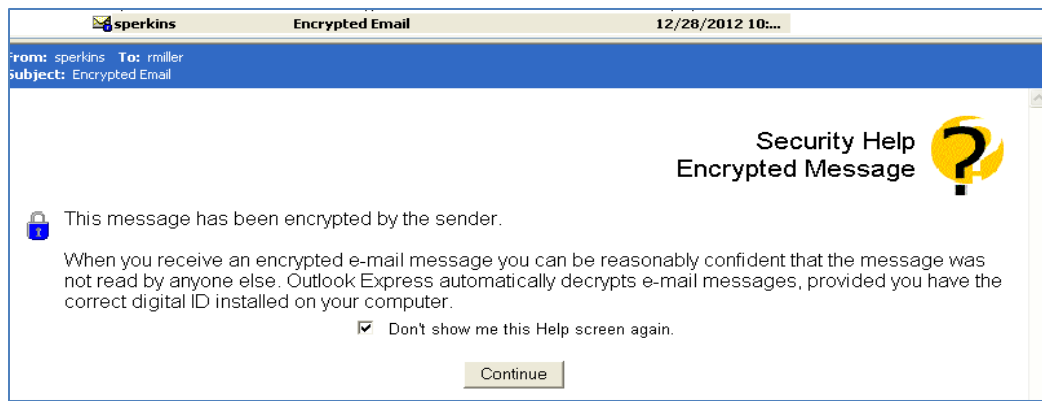 sperkins Encrypted Email 12/28/2012 10:...
From: sperkins To: rmiller
Subject: Encrypted Email
Security Help
Encrypted Message
This message has been encrypted by the sender.
When you receive an encrypted e-mail message you can be reasonably confident that the message was
not read by anyone else. Outlook Express automatically decrypts e-mail messages, provided you have the
correct digital ID installed on your computer.
Don't show me this Help screen again.
Continue